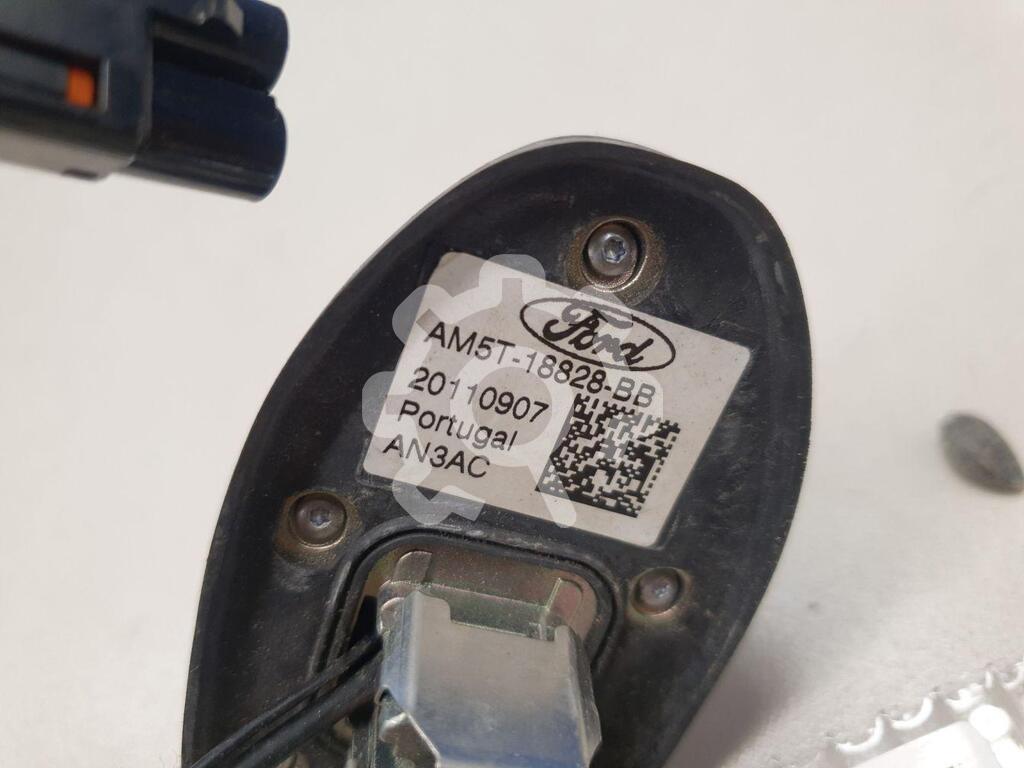 Ford
AM5T-18828-BB
20110907
Portugal
AN3AC